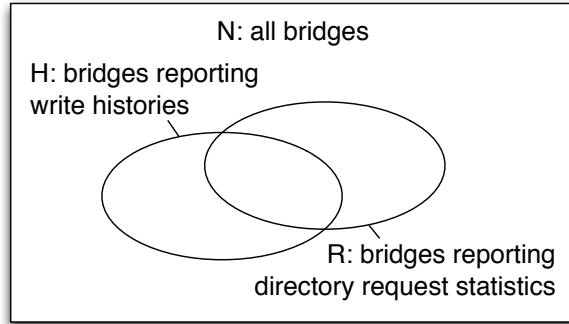 N: all bridges
H: bridges reporting
write histories
R: bridges reporting
directory request statistics